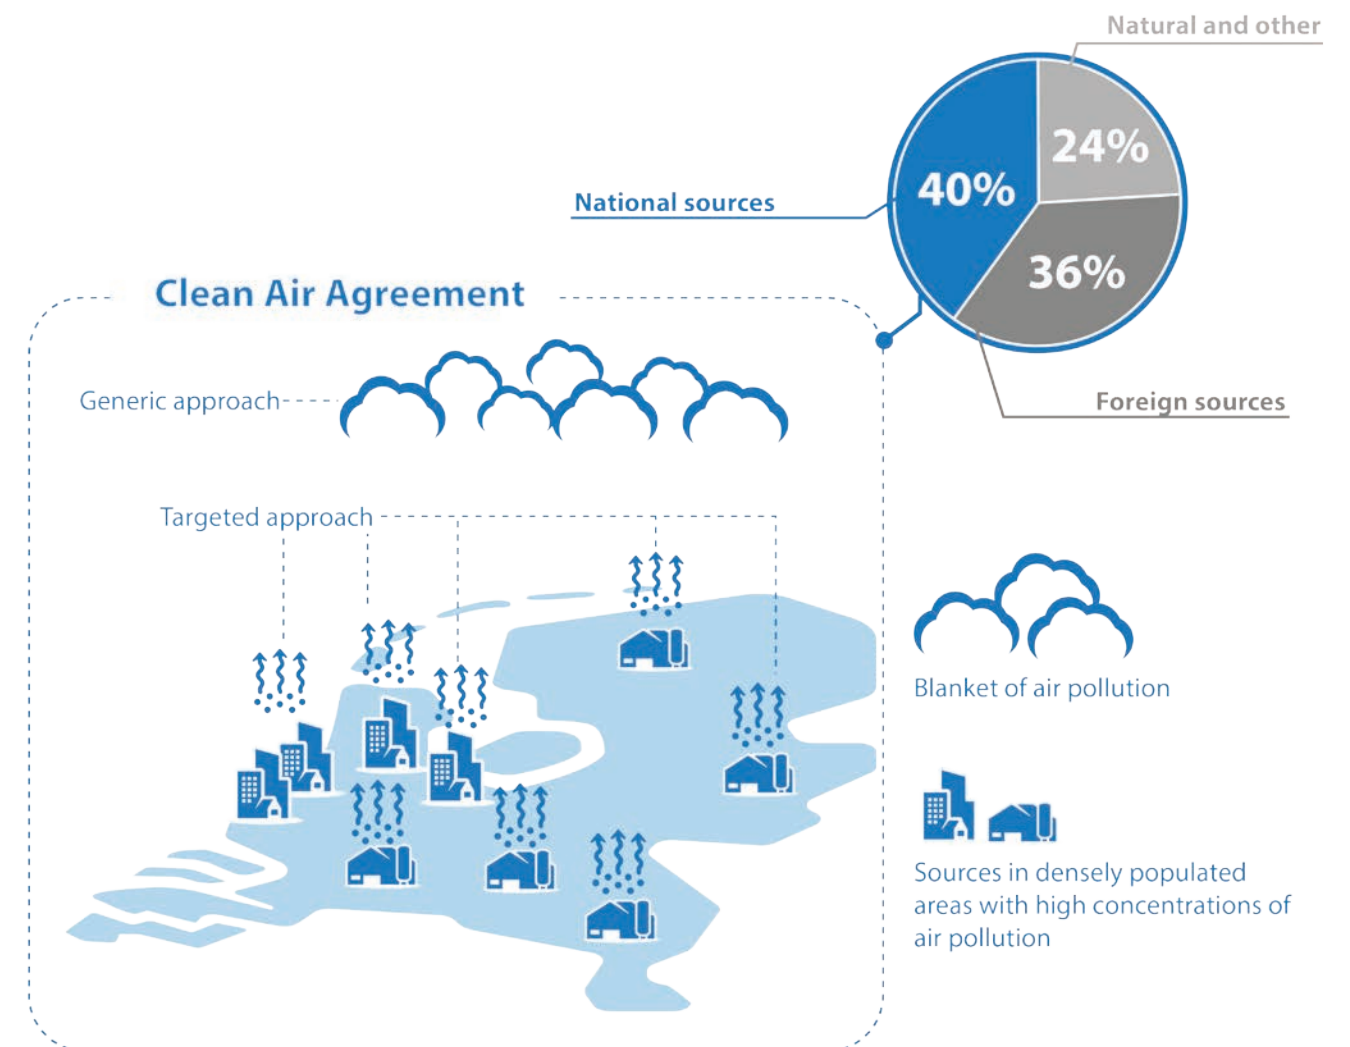 Natural and other
24%
40%
National sources
36%
Clean Air Agreement
Foreign sources
Generic approach
Targeted approach
Blanket of air pollution
Sources in densely populated
areas with high concentrations of
air pollution